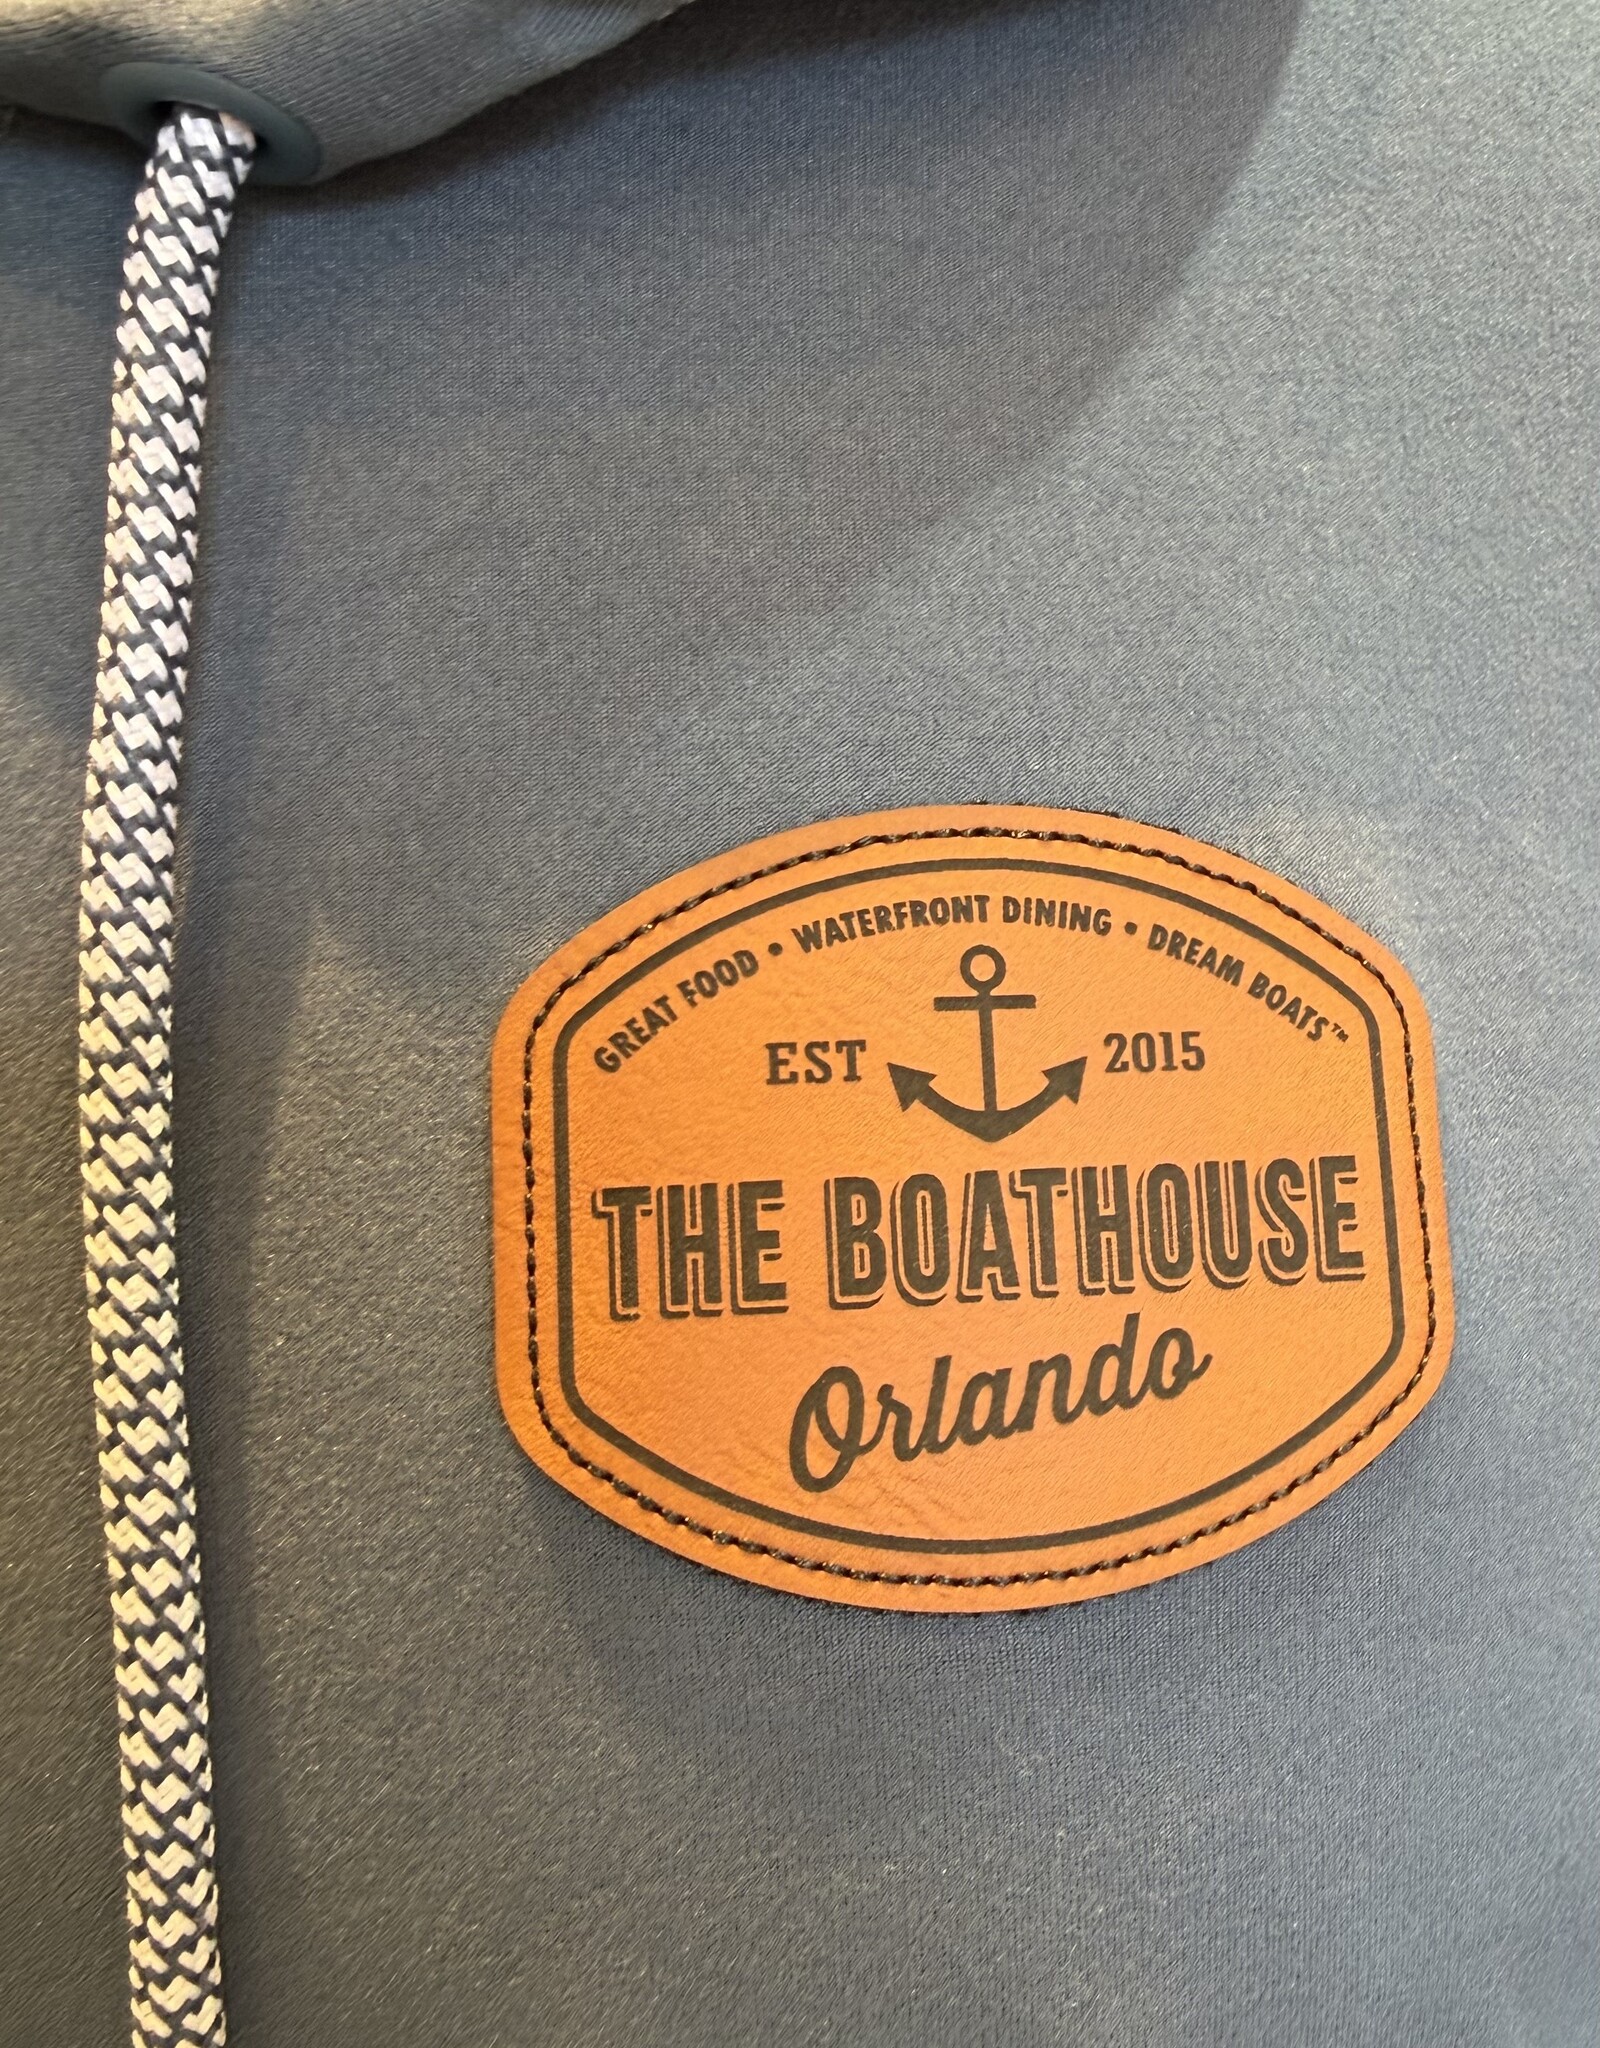 GREAT FOOD • WATERFRONT DINING • DREAM BOATS™
EST 2015
THE BOATHOUSE
Orlando